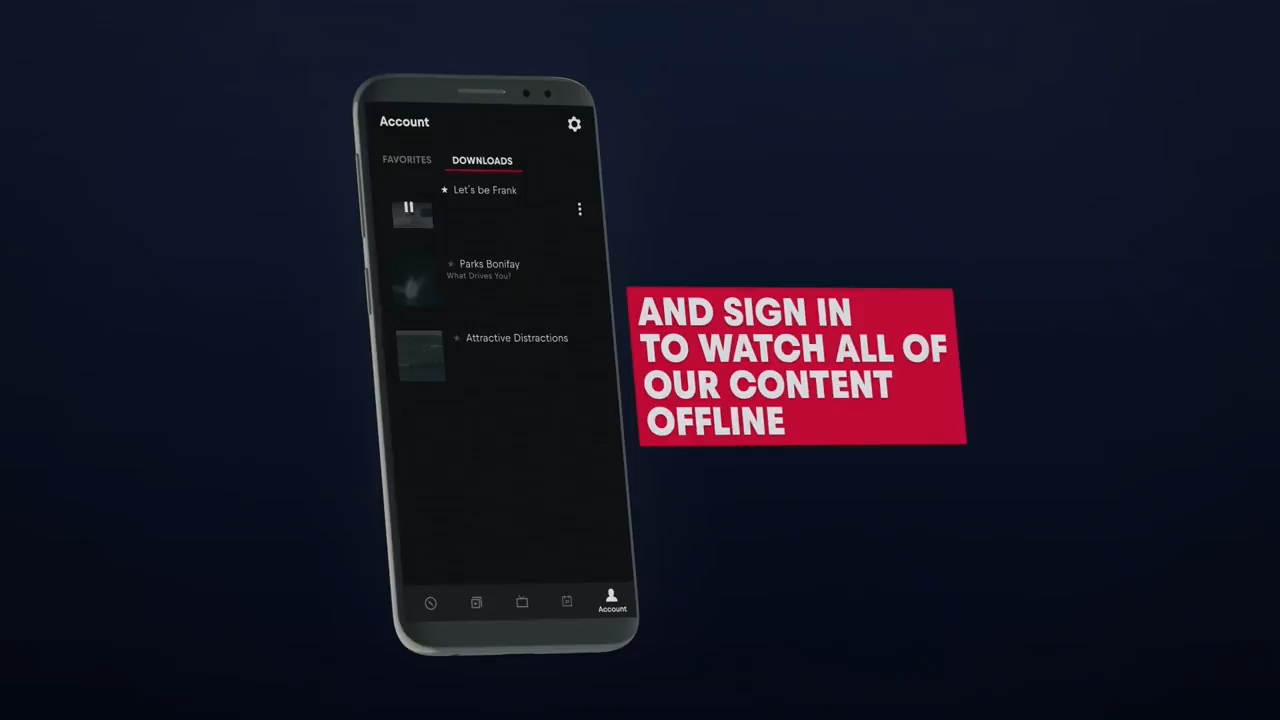 Account
FAVORITES DOWNLOADS
★ Let's be Frank
★ Parks Bonifay
What Drives You?
★ Attractive Distractions
AND SIGN IN
TO WATCH ALL OF
OUR CONTENT
OFFLINE
Account